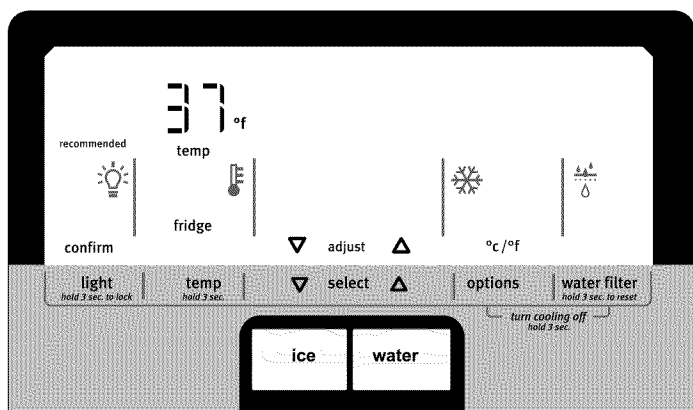 37 °f
recommended
temp
fridge
confirm
adjust
°c/°f
light
hold 3 sec. to lock
temp
hold 3 sec.
select
options
water filter
hold 3 sec. to reset
turn cooling off
hold 3 sec.
ice
water